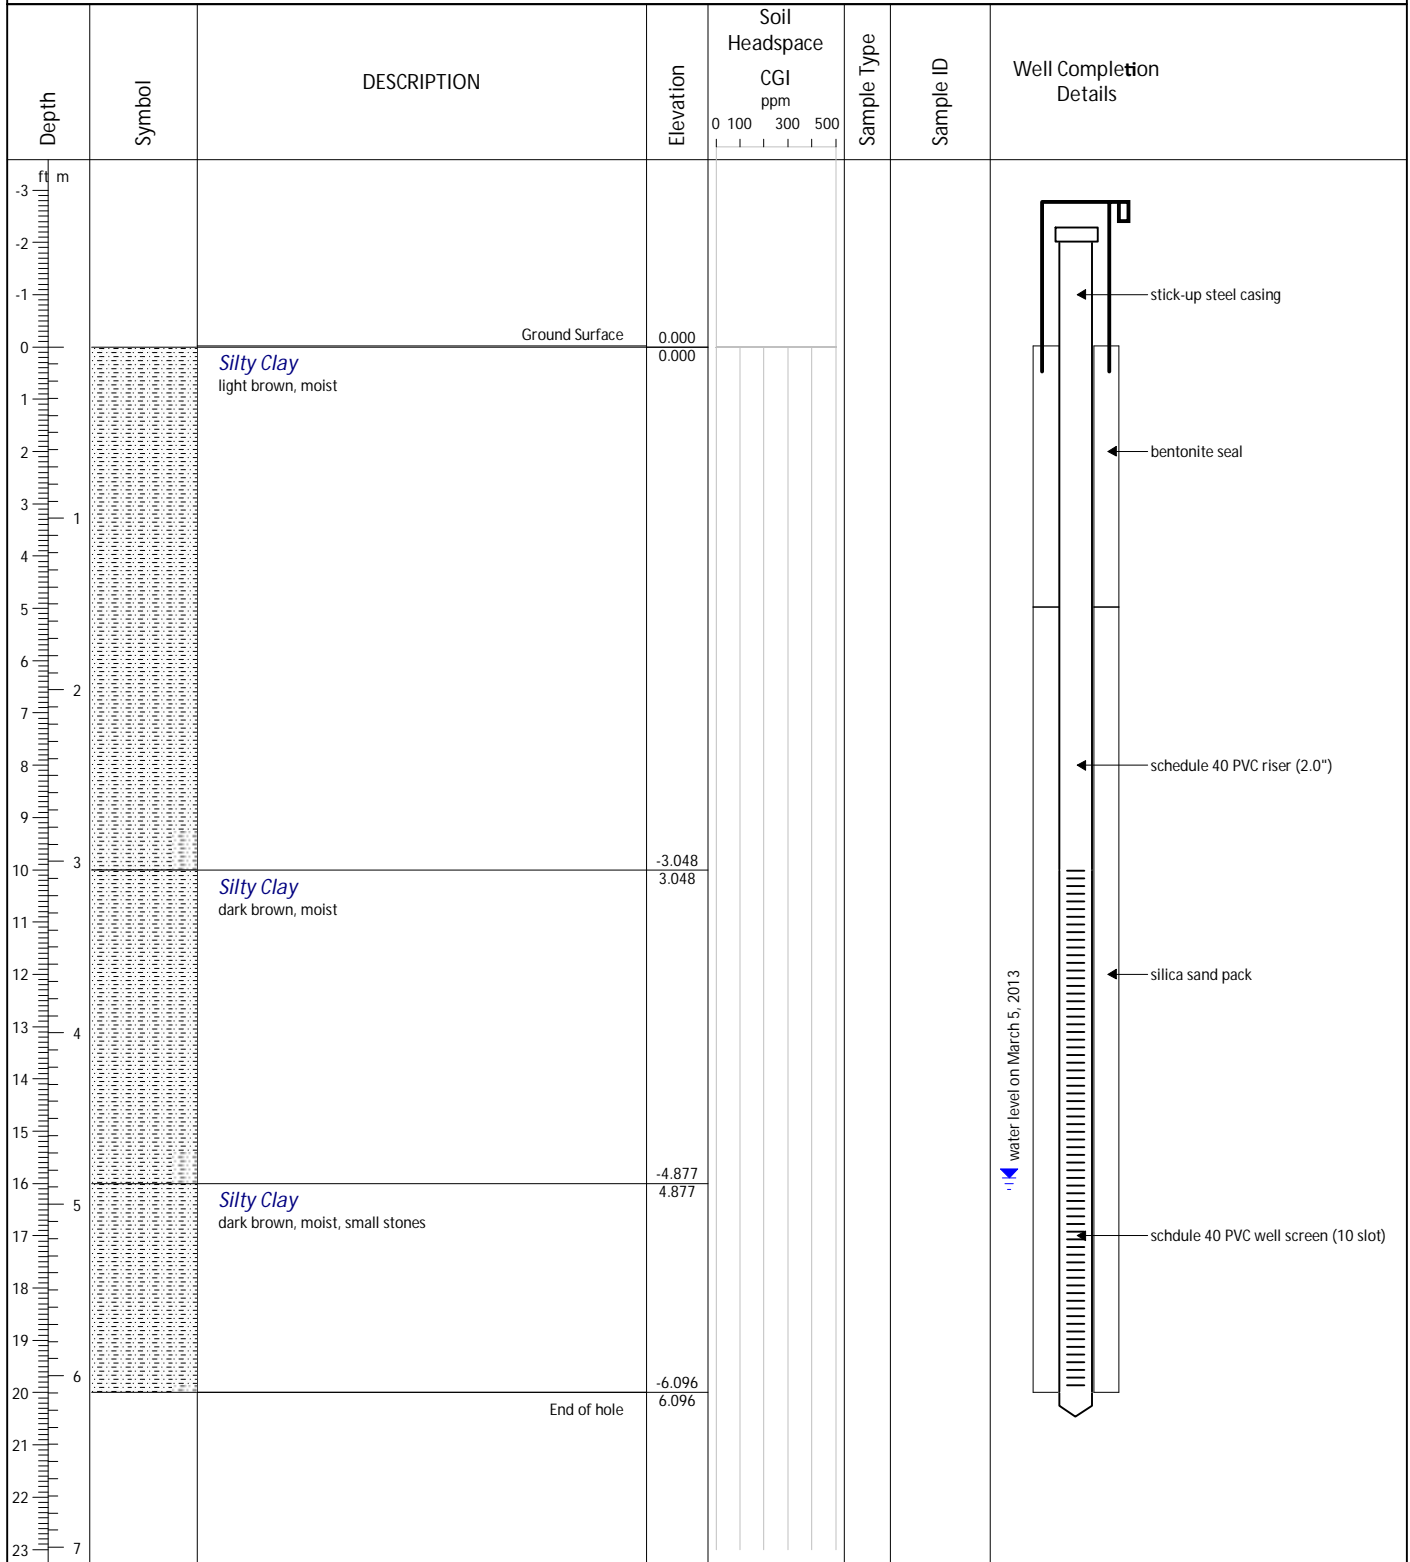 Depth
Symbol
DESCRIPTION
Elevation
Soil
Headspace
CGI
ppm
0 100 300 500
Sample Type
Sample ID
Well Completion
Details
ft m
-3
-2
-1
0
1
2
3
4
5
6
7
8
9
10
11
12
13
14
15
16
17
18
19
20
21
22
23
1
2
3
4
5
6
7
Ground Surface
0.000
0.000
Silty Clay
light brown, moist
-3.048
3.048
Silty Clay
dark brown, moist
-4.877
4.877
Silty Clay
dark brown, moist, small stones
-6.096
6.096
End of hole
stick-up steel casing
bentonite seal
schedule 40 PVC riser (2.0")
silica sand pack
water level on March 5, 2013
schdule 40 PVC well screen (10 slot)